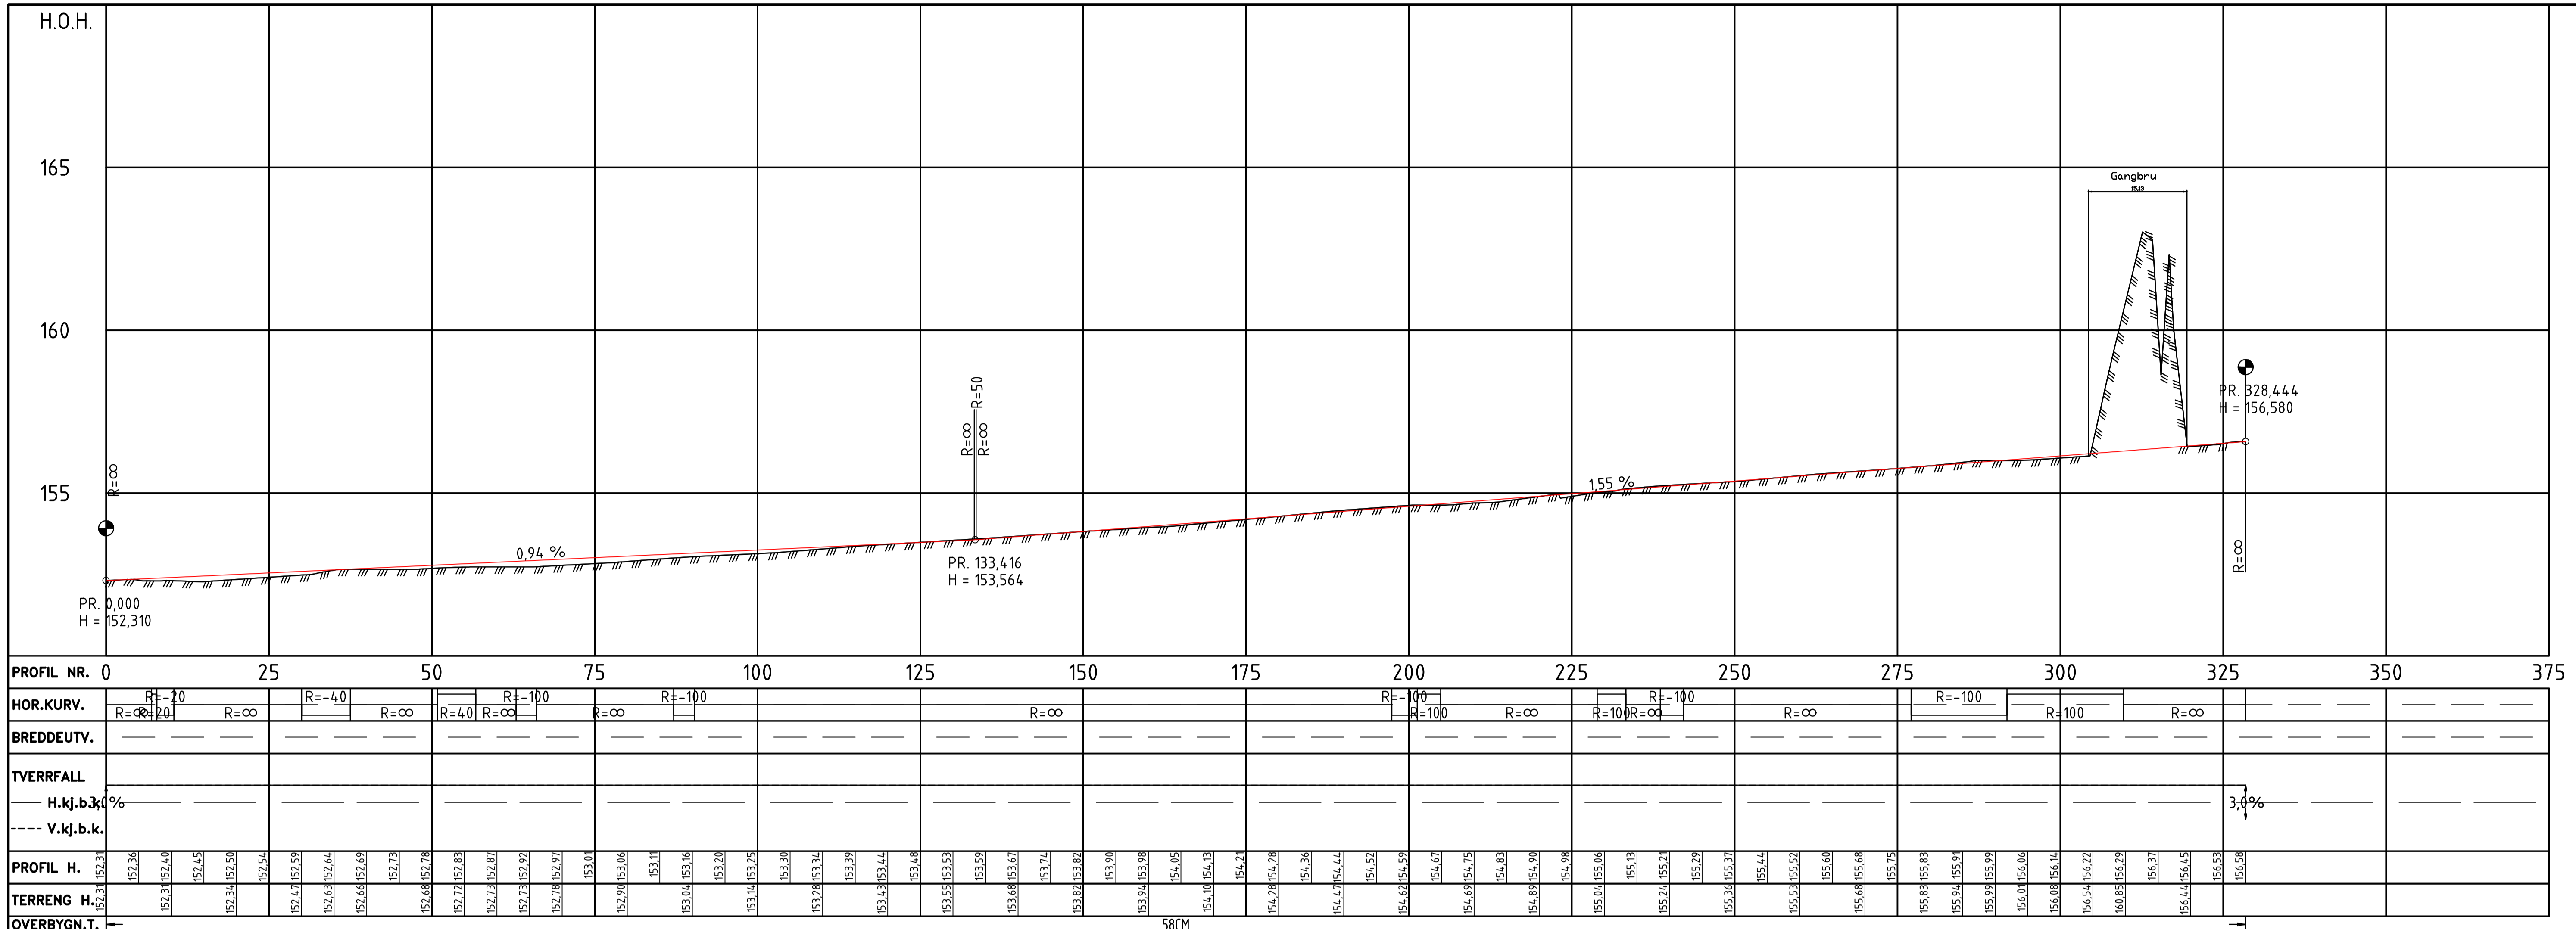 H.O.H.
165
Gangbru
15,13
160
R=50
R=∞
R=∞
PR. 328,444
H = 156,580
155
R=∞
1,55 %
0,94 %
PR. 133,416
H = 153,564
R=∞
PR. 0,000
H = 152,310
PROFIL NR. 0 25 50 75 100 125 150 175 200 225 250 275 300 325 350 375
R=-20 R=-40 R=-100 R=-100 R=-100 R=-100 R=-100
HOR.KURV.
R=∞ R=20 R=∞ R=∞ R=40 R=∞ R=∞ R=∞ R=100 R=∞ R=100 R=∞ R=∞ R=100 R=∞
BREDDEUTV.
TVERRFALL
H.kj.b.k. 3,0% 3,0%
V.kj.b.k.
PROFIL H. 152,31 152,36 152,40 152,45 152,50 152,54 152,59 152,64 152,69 152,73 152,78 152,83 152,87 152,92 152,97 153,01 153,06 153,11 153,16 153,20 153,25 153,30 153,34 153,39 153,44 153,48 153,53 153,59 153,67 153,74 153,82 153,90 153,98 154,05 154,13 154,21 154,28 154,36 154,44 154,52 154,59 154,67 154,75 154,83 154,90 154,98 155,06 155,13 155,21 155,29 155,37 155,44 155,52 155,60 155,68 155,75 155,83 155,91 155,99 156,06 156,14 156,22 156,29 156,37 156,45 156,53 156,58
TERRENG H. 152,31 152,31 152,34 152,47 152,63 152,66 152,68 152,72 152,73 152,73 152,78 152,90 153,04 153,14 153,28 153,43 153,55 153,68 153,82 153,94 154,10 154,28 154,47 154,62 154,69 154,89 155,04 155,24 155,36 155,53 155,68 155,83 155,94 155,99 156,01 156,08 156,54 160,85 156,44
OVERBYGN.T. 58CM